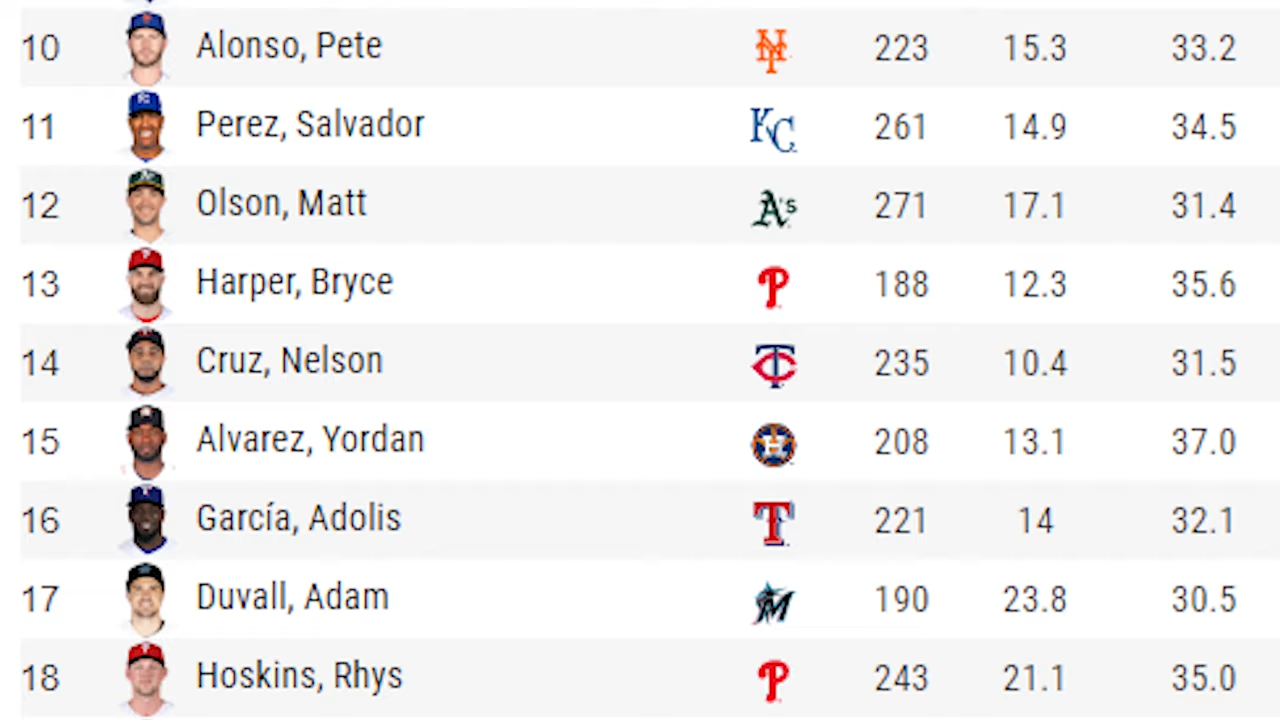 10 Alonso, Pete NY 223 15.3 33.2
11 Perez, Salvador KC 261 14.9 34.5
12 Olson, Matt A's 271 17.1 31.4
13 Harper, Bryce P 188 12.3 35.6
14 Cruz, Nelson TC 235 10.4 31.5
15 Alvarez, Yordan H 208 13.1 37.0
16 García, Adolis T 221 14 32.1
17 Duvall, Adam M 190 23.8 30.5
18 Hoskins, Rhys P 243 21.1 35.0